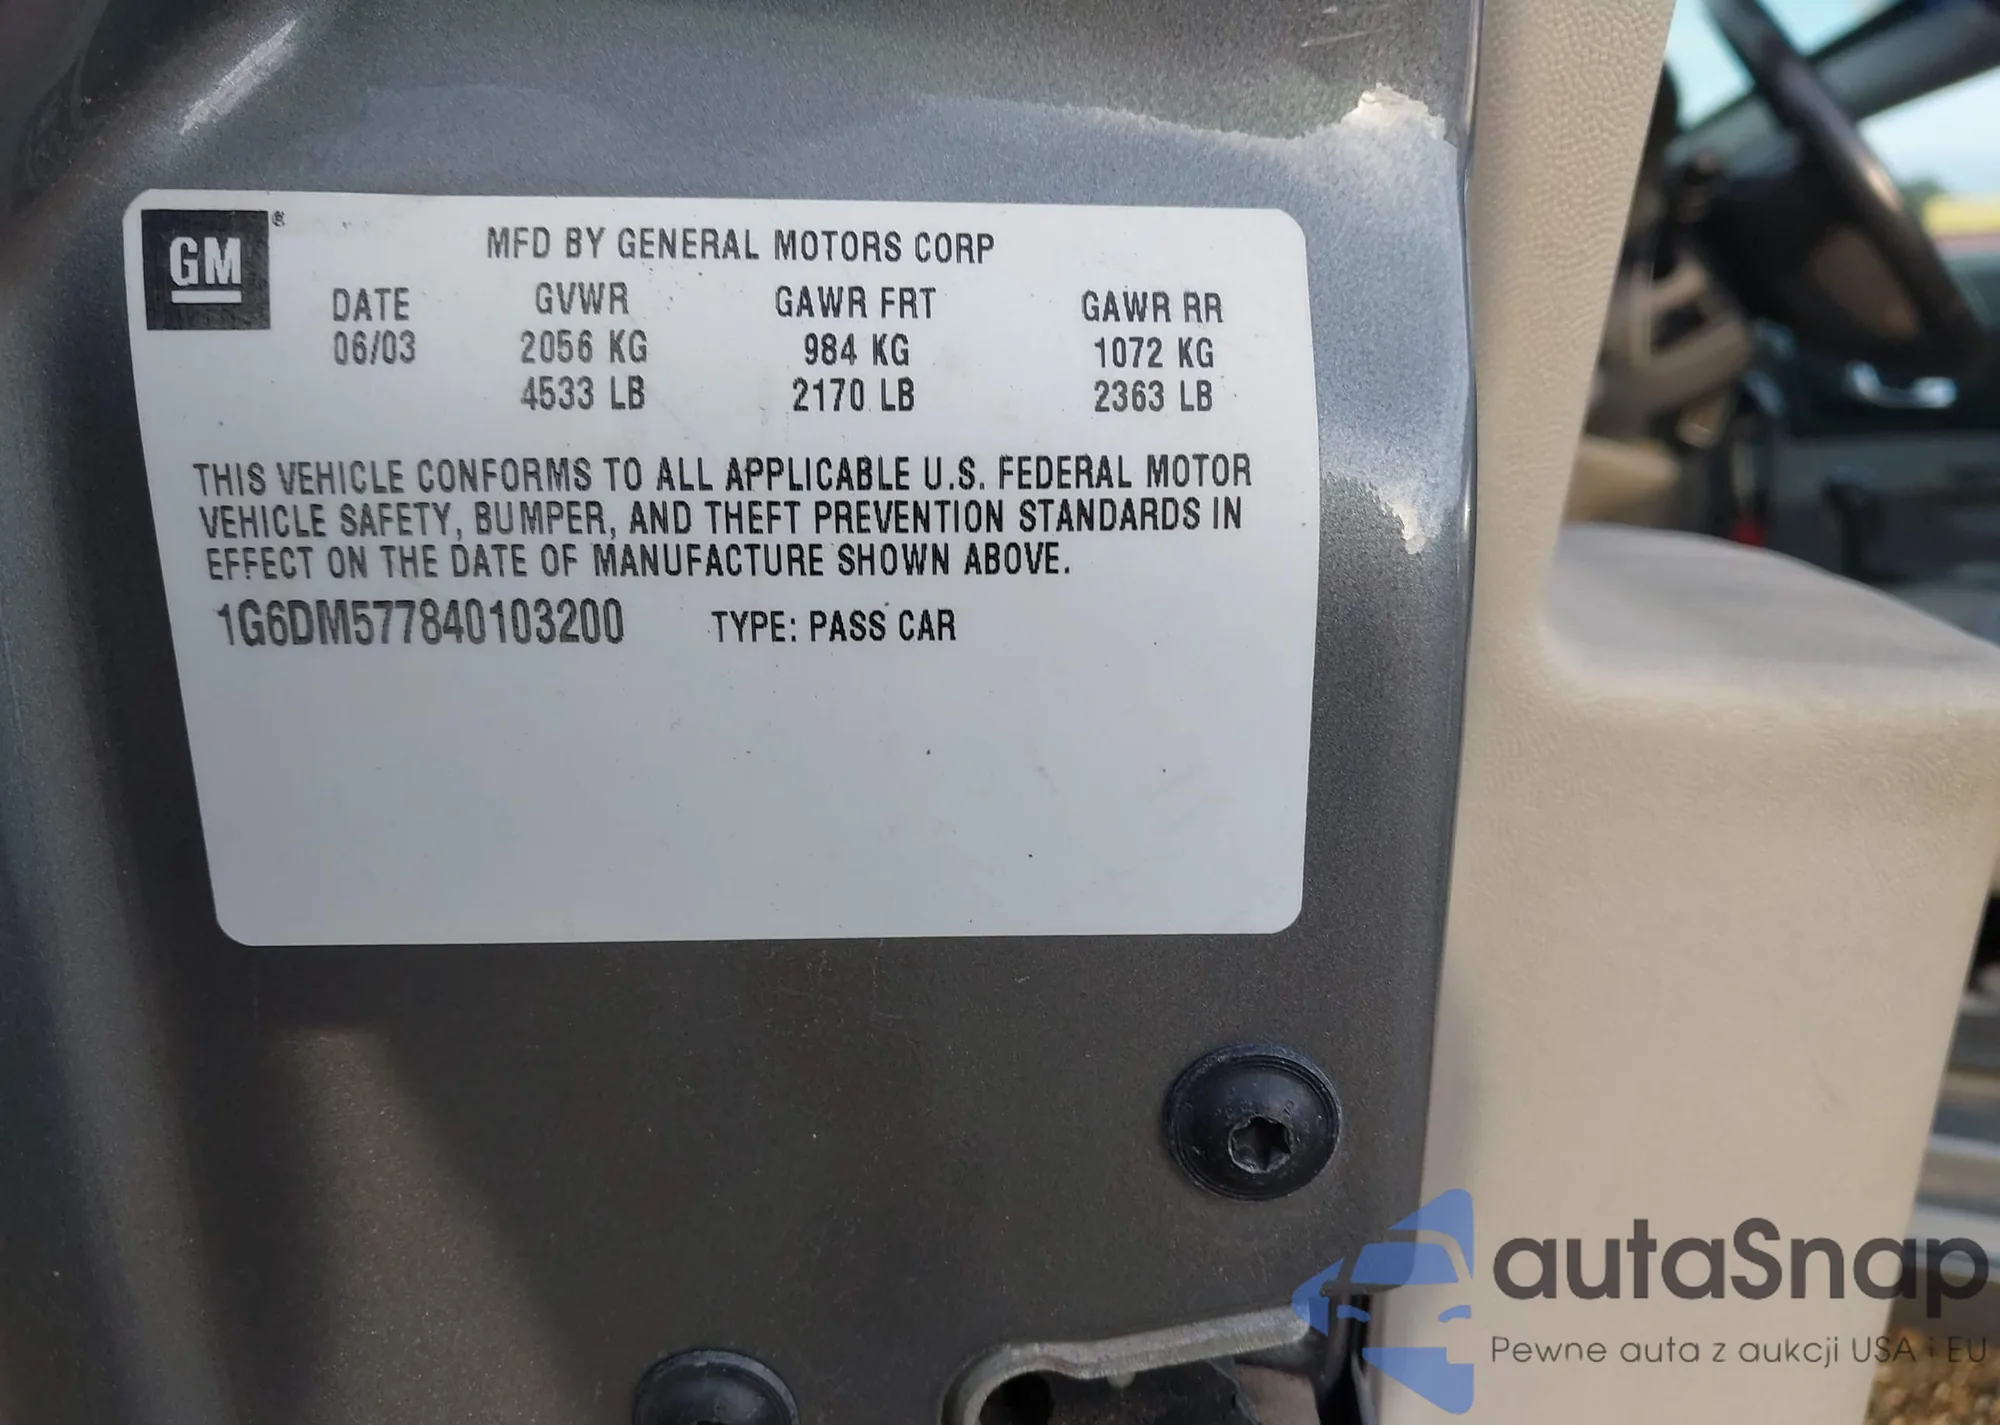 GM ®
MFD BY GENERAL MOTORS CORP
DATE GVWR GAWR FRT GAWR RR
06/03 2056 KG 984 KG 1072 KG
4533 LB 2170 LB 2363 LB
THIS VEHICLE CONFORMS TO ALL APPLICABLE U.S. FEDERAL MOTOR
VEHICLE SAFETY, BUMPER, AND THEFT PREVENTION STANDARDS IN
EFFECT ON THE DATE OF MANUFACTURE SHOWN ABOVE.
1G6DM577840103200 TYPE: PASS CAR
autaSnap
Pewne auta z aukcji USA i EU